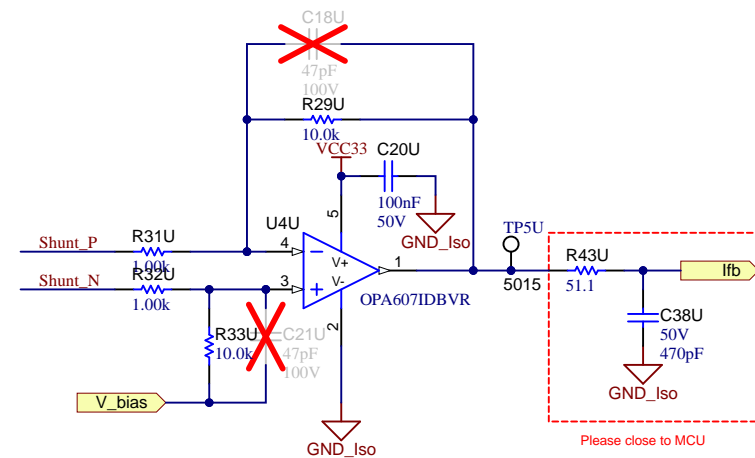 C18U
47pF
100V
R29U
10.0k
VCC33
C20U
100nF
50V
GND_Iso
5
U4U
TP5U
Shunt_P
R31U
1.00k
4
V+
1
R43U
Ifb
Shunt_N
R32U
1.00k
3
V-
OPA607IDBVR
5015
51.1
2
R33U
10.0k
C21U
47pF
100V
C38U
50V
470pF
V_bias
GND_Iso
GND_Iso
Please close to MCU